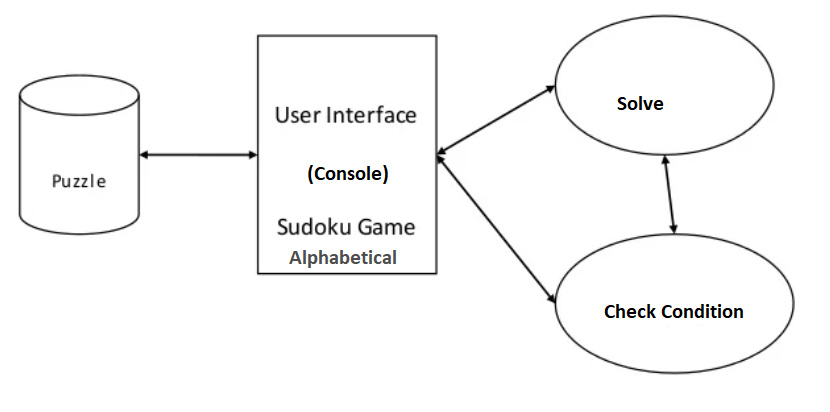 Puzzle
User Interface
(Console)
Sudoku Game
Alphabetical
Solve
Check Condition